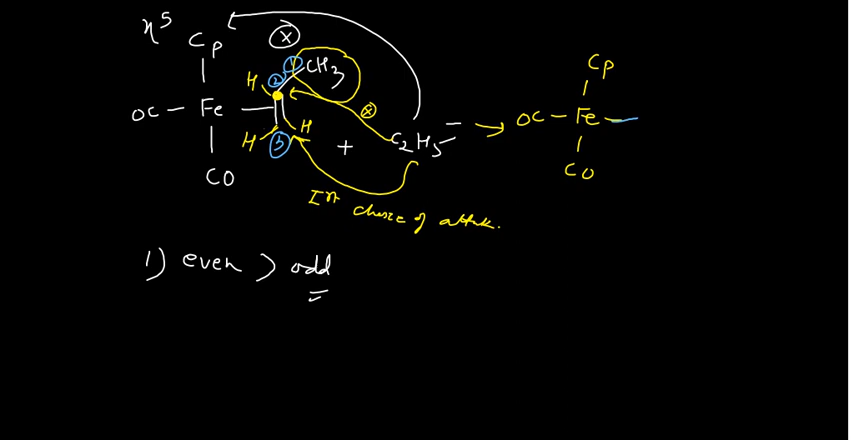 η⁵ Cp
OC – Fe –
CO
H
② ① CH₃
H
H
③
ⓧ
ⓧ
+ C₂H₅⁻ →
Cp
OC – Fe –
CO
Ist choice of attack.
1) even > odd